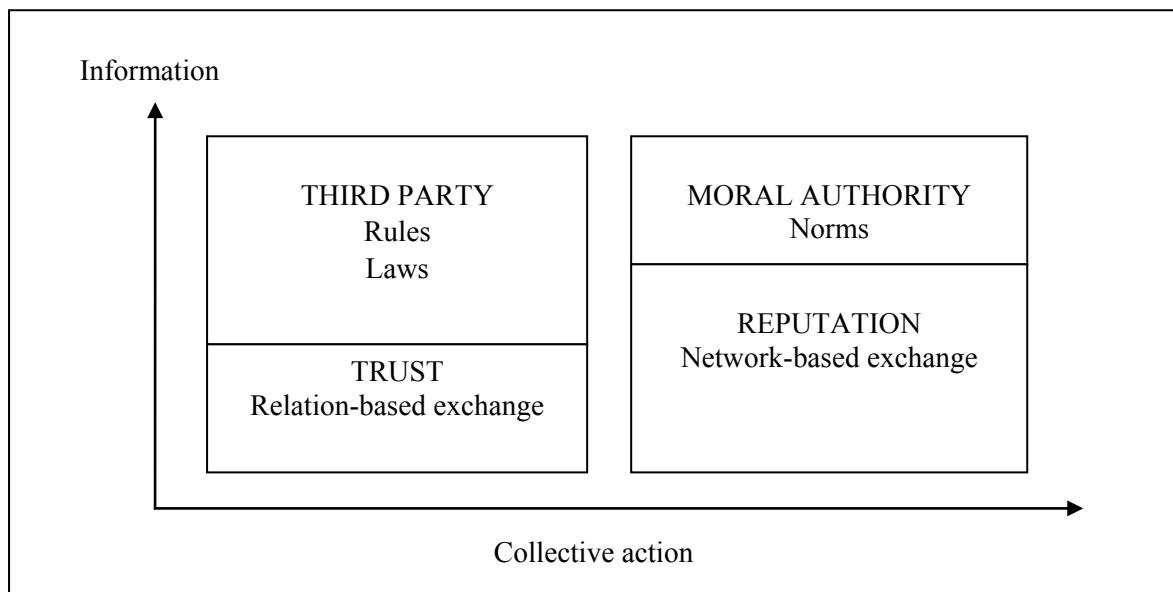 Information
THIRD PARTY
Rules
Laws
TRUST
Relation-based exchange
MORAL AUTHORITY
Norms
REPUTATION
Network-based exchange
Collective action